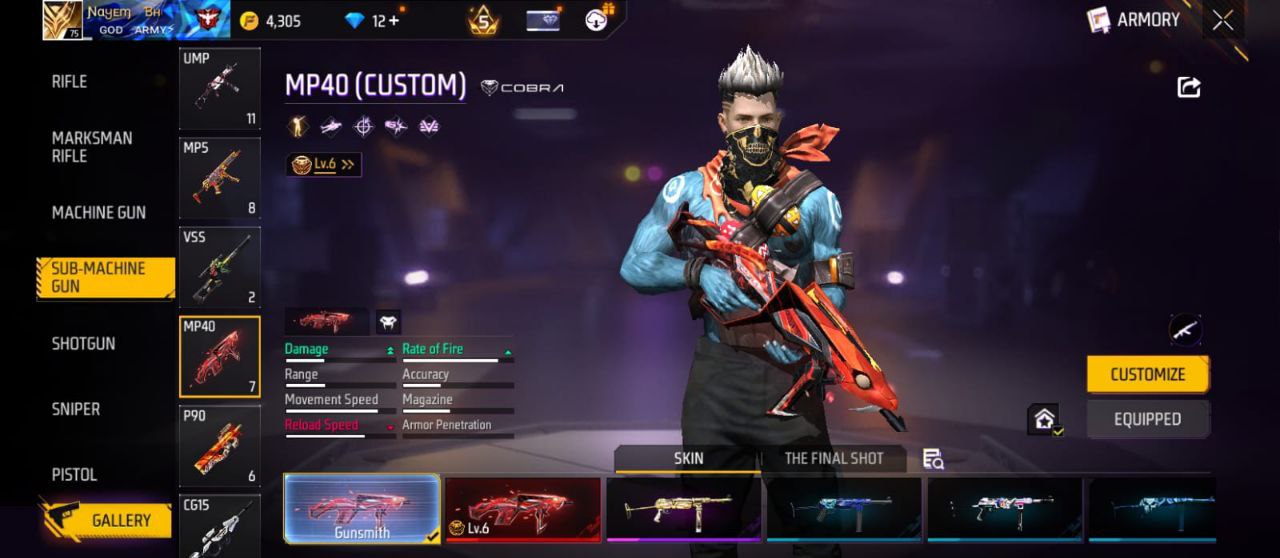 Nayem Bh
GOD ARMY
75
4,305
12+
5
ARMORY
RIFLE
MARKSMAN
RIFLE
MACHINE GUN
SUB-MACHINE
GUN
SHOTGUN
SNIPER
PISTOL
GALLERY
UMP
11
MP5
8
VSS
2
MP40
7
P90
6
CG15
MP40 (CUSTOM)
COBRA
Lv.6 >>
Damage
Rate of Fire
Range
Accuracy
Movement Speed
Magazine
Reload Speed
Armor Penetration
CUSTOMIZE
EQUIPPED
SKIN
THE FINAL SHOT
Gunsmith
Lv.6